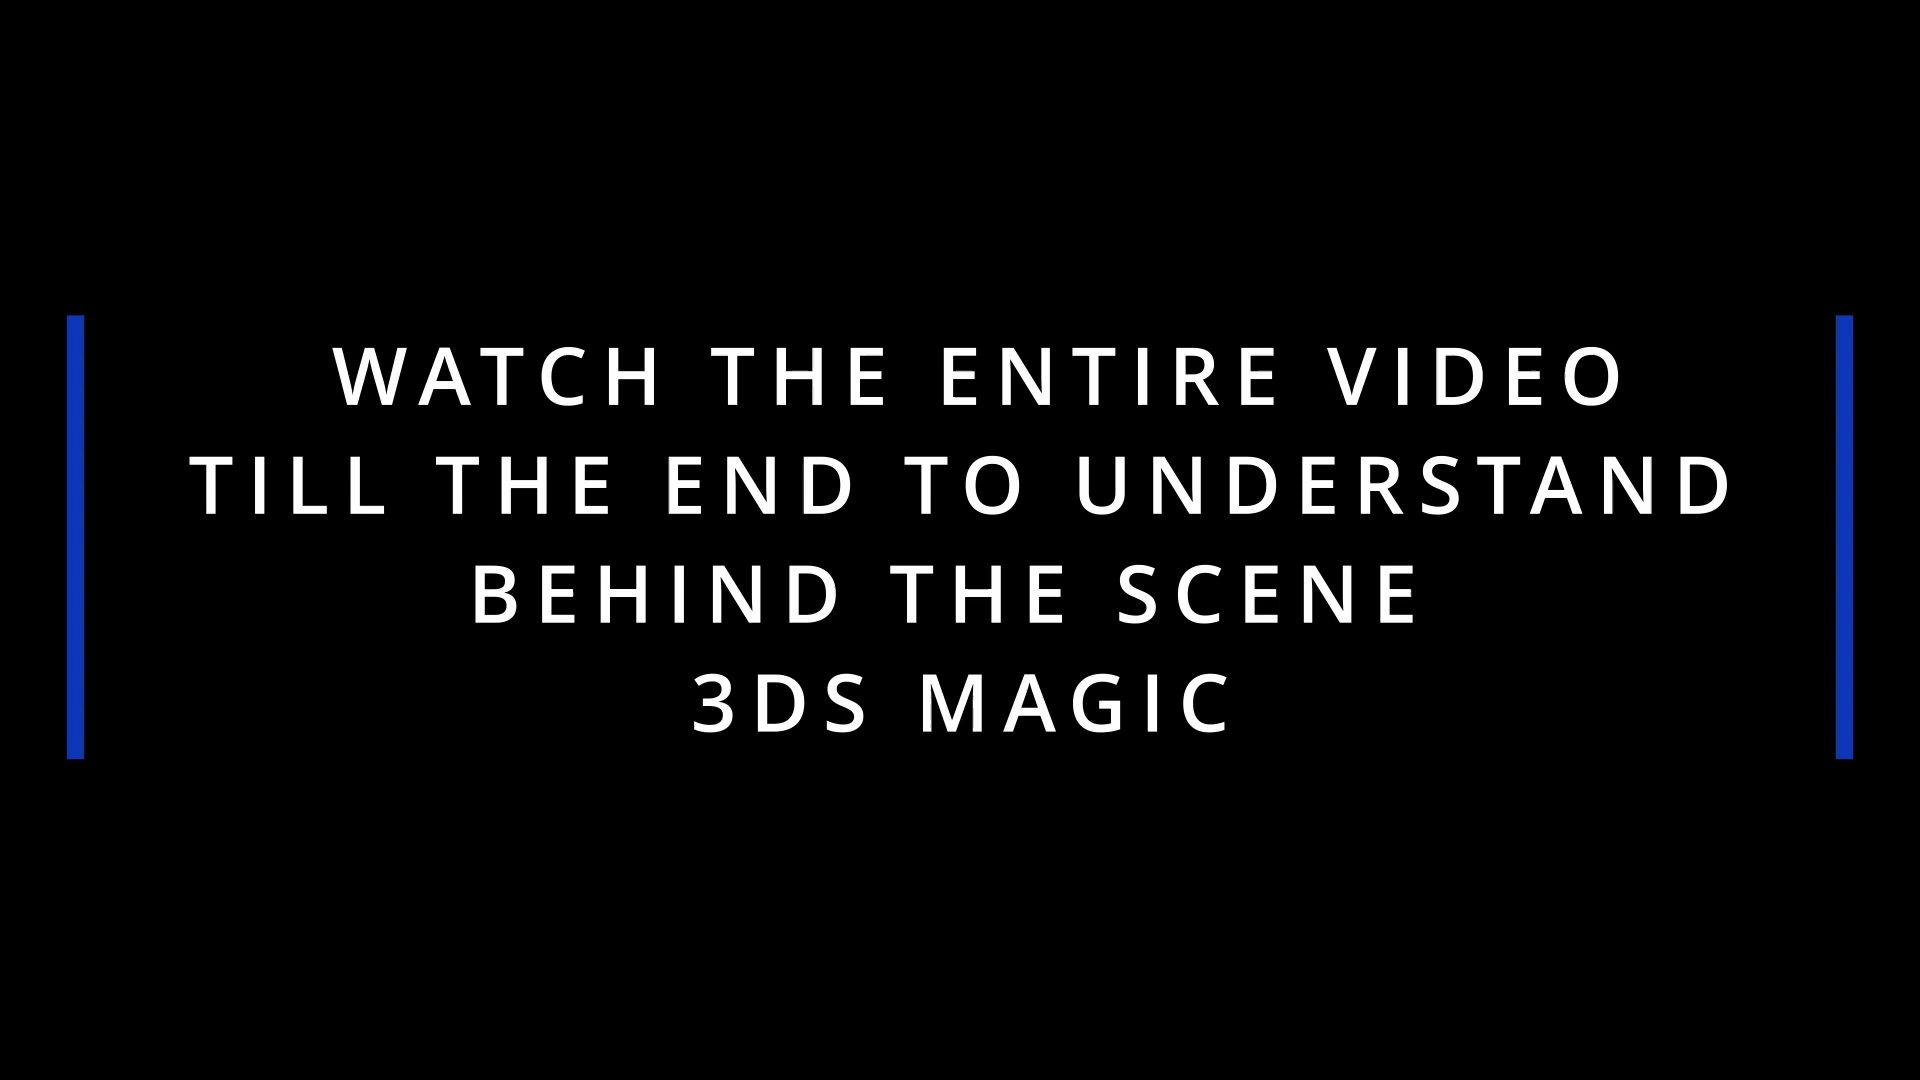 WATCH THE ENTIRE VIDEO
TILL THE END TO UNDERSTAND
BEHIND THE SCENE
3DS MAGIC